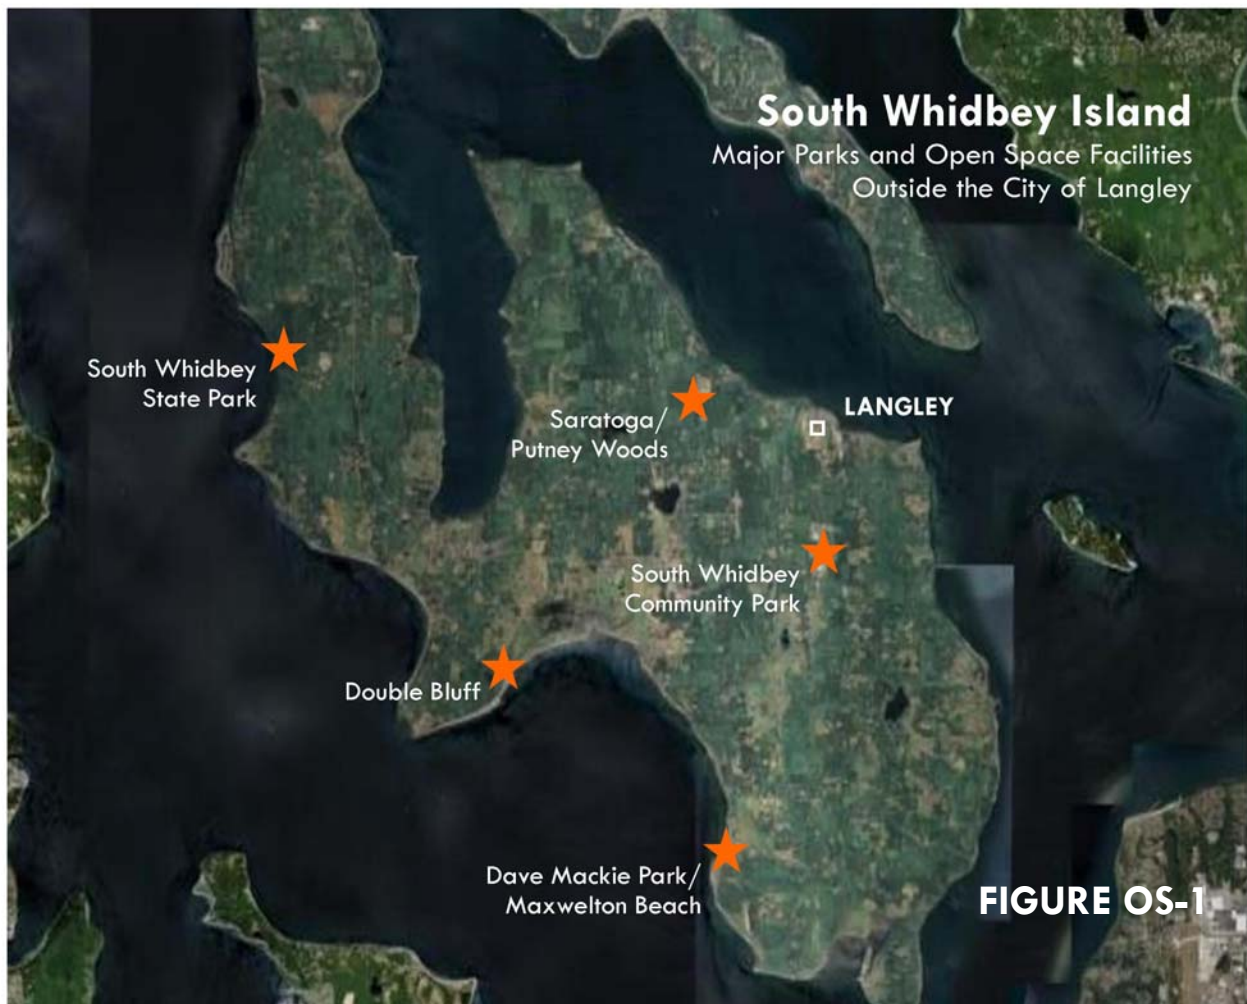 South Whidbey Island
Major Parks and Open Space Facilities
Outside the City of Langley
South Whidbey
State Park
Saratoga/
Putney Woods
LANGLEY
South Whidbey
Community Park
Double Bluff
Dave Mackie Park/
Maxwelton Beach
FIGURE OS-1